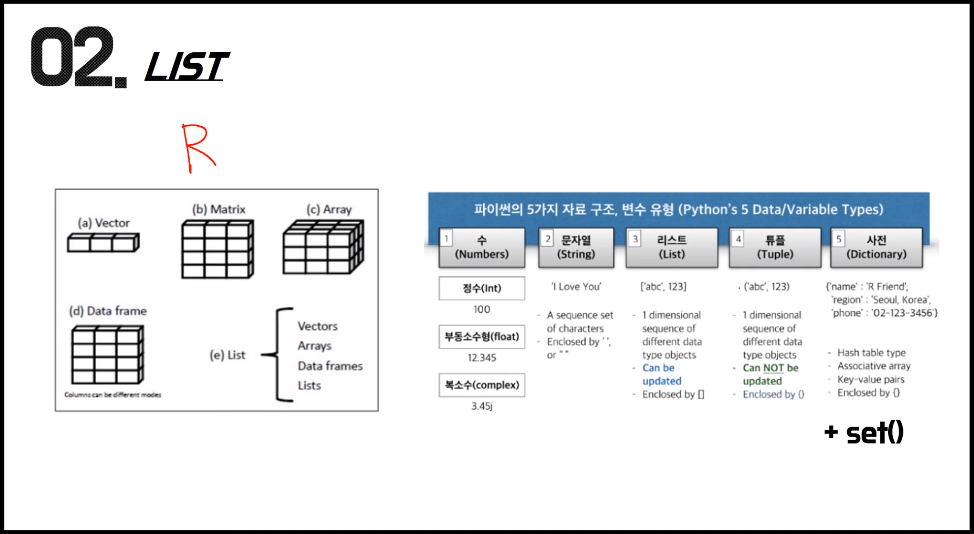 02. LIST
R
(a) Vector
(b) Matrix
(c) Array
(d) Data frame
Columns can be different modes
(e) List
Vectors
Arrays
Data frames
Lists
파이썬의 5가지 자료 구조, 변수 유형 (Python's 5 Data/Variable Types)
1
수
(Numbers)
정수(Int)
100
부동소수형(float)
12.345
복소수(complex)
3.45j
2
문자열
(String)
'I Love You'
- A sequence set
of characters
- Enclosed by ' ',
or " "
3
리스트
(List)
['abc', 123]
- 1 dimensional
sequence of
different data
type objects
- Can be
updated
- Enclosed by []
4
튜플
(Tuple)
('abc', 123)
- 1 dimensional
sequence of
different data
type objects
- Can NOT be
updated
- Enclosed by ()
5
사전
(Dictionary)
{'name' : 'R Friend',
'region' : 'Seoul, Korea',
'phone' : '02-123-3456'}
- Hash table type
- Associative array
- Key-value pairs
- Enclosed by {}
+ set()